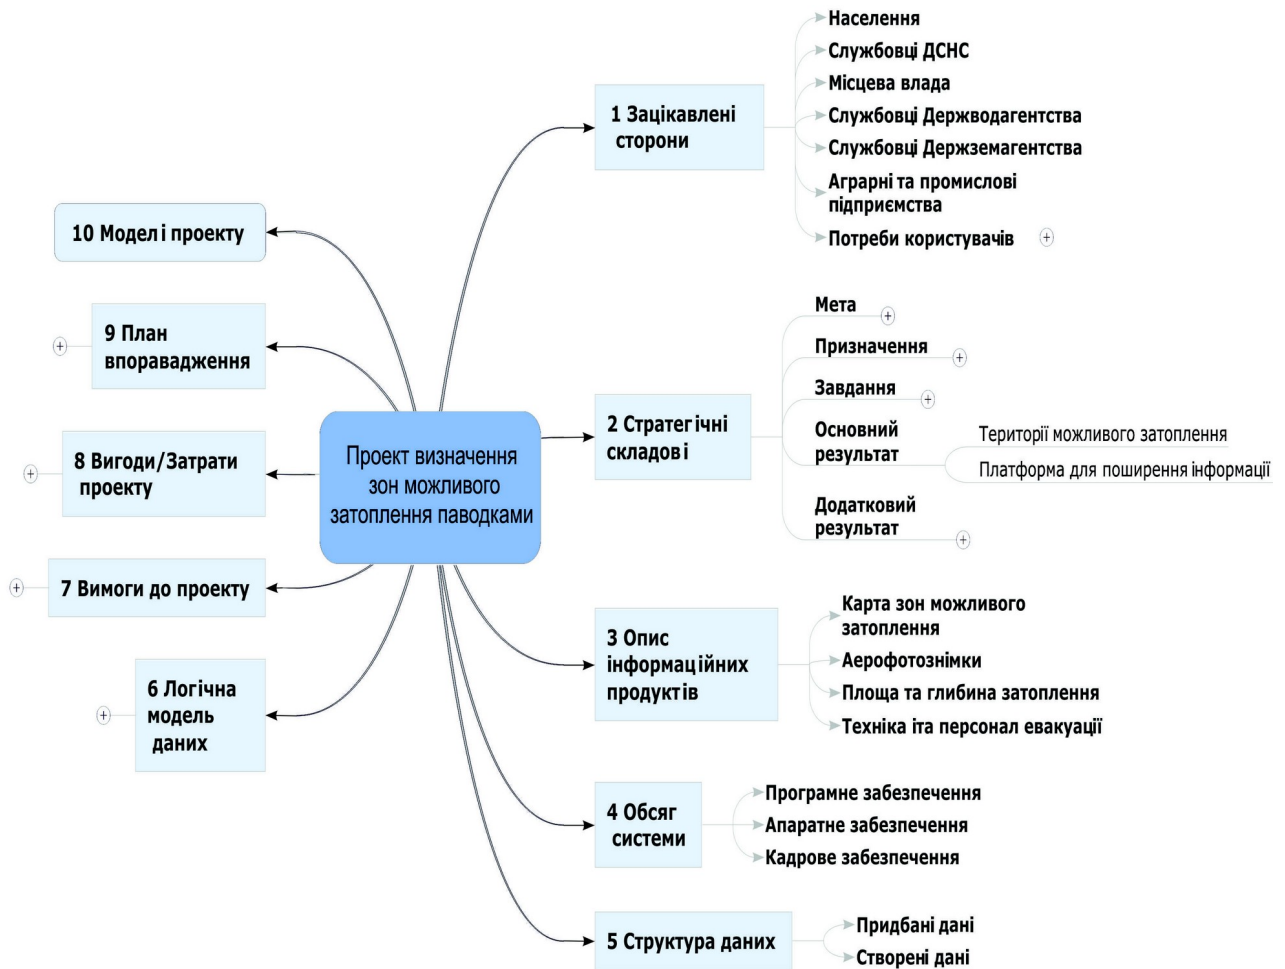 Проект визначення
зон можливого
затоплення паводками
1 Зацікавлені
сторони
Населення
Службовці ДСНС
Місцева влада
Службовці Держводагентства
Службовці Держземагентства
Аграрні та промислові
підприємства
Потреби користувачів
2 Стратегічні
складові
Мета
Призначення
Завдання
Основний
результат
Території можливого затоплення
Платформа для поширення інформації
Додатковий
результат
3 Опис
інформаційних
продуктів
Карта зон можливого
затоплення
Аерофотознімки
Площа та глибина затоплення
Техніка іта персонал евакуації
4 Обсяг
системи
Програмне забезпечення
Апаратне забезпечення
Кадрове забезпечення
5 Структура даних
Придбані дані
Створені дані
6 Логічна
модель
даних
7 Вимоги до проекту
8 Вигоди/Затрати
проекту
9 План
впоравадження
10 Моделі проекту